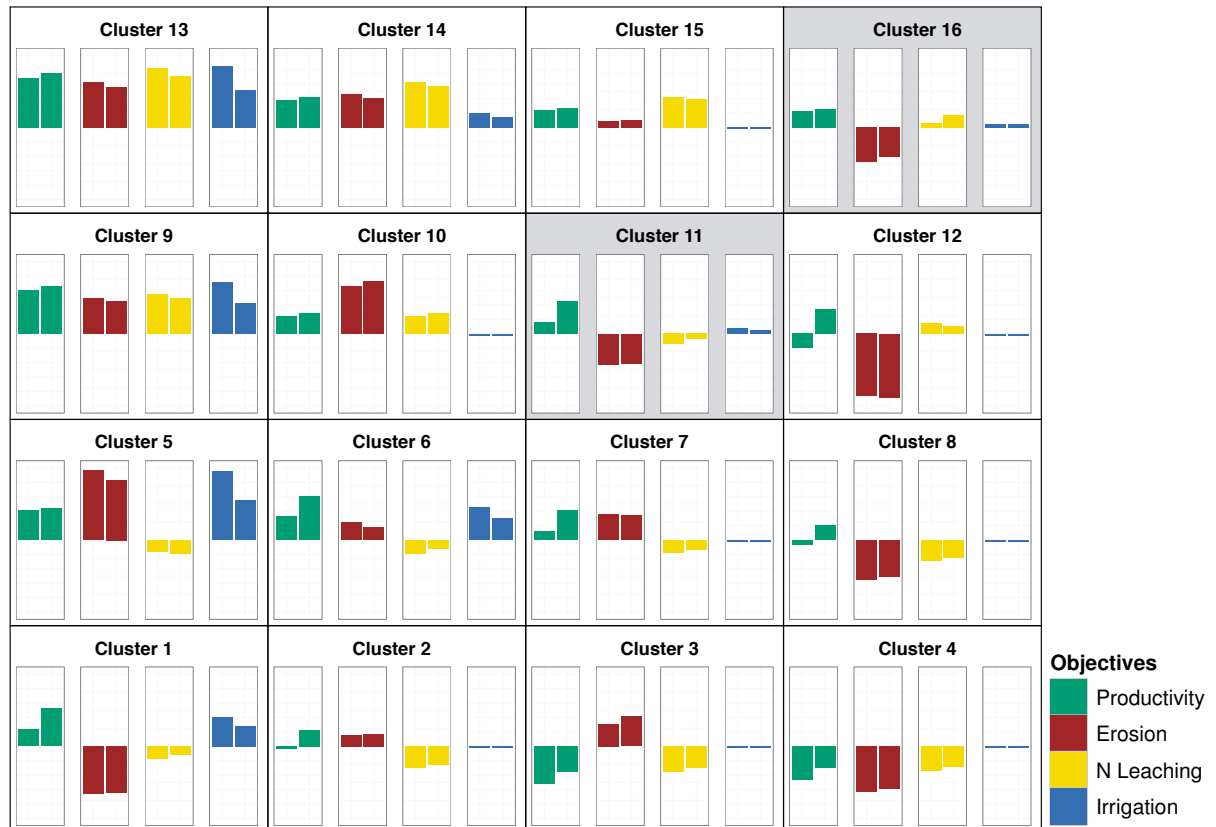 Cluster 13
Cluster 14
Cluster 15
Cluster 16
Cluster 9
Cluster 10
Cluster 11
Cluster 12
Cluster 5
Cluster 6
Cluster 7
Cluster 8
Cluster 1
Cluster 2
Cluster 3
Cluster 4
Objectives
Productivity
Erosion
N Leaching
Irrigation